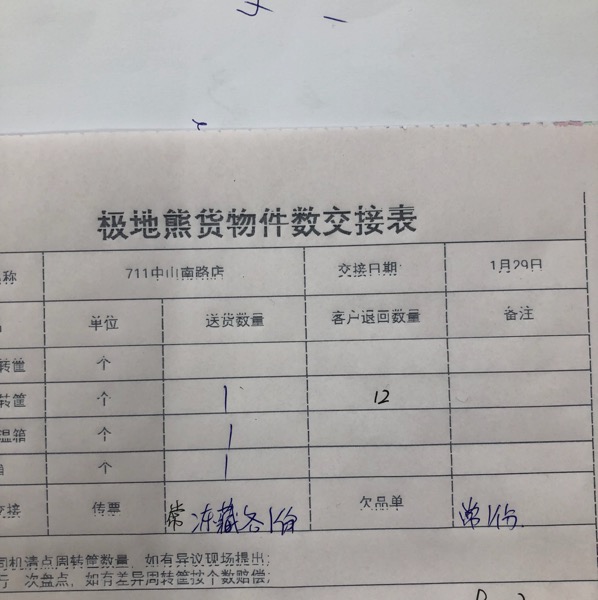 极地熊货物件数交接表
称 711中山南路店 交接日期 1月29日
单位 送货数量 客户退回数量 备注
转筐 个
转筐 个 1 12
温箱 个 1
个 1
交接 传票 常 冻藏各1份 欠品单 常1份
司机清点周转筐数量，如有异议现场提出；
行一次盘点，如有差异周转筐按个数赔偿；